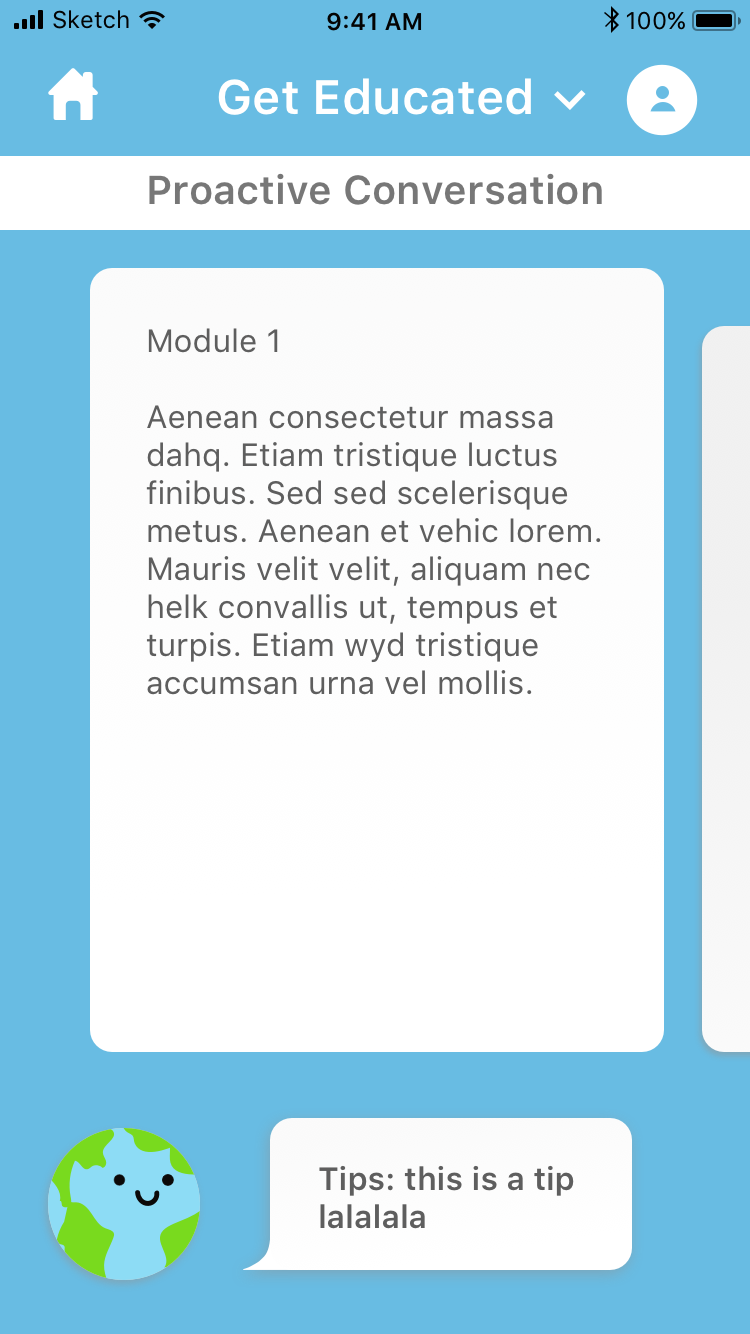 Sketch 9:41 AM 100%
Get Educated
Proactive Conversation
Module 1
Aenean consectetur massa
dahq. Etiam tristique luctus
finibus. Sed sed scelerisque
metus. Aenean et vehic lorem.
Mauris velit velit, aliquam nec
helk convallis ut, tempus et
turpis. Etiam wyd tristique
accumsan urna vel mollis.
Tips: this is a tip
lalalala